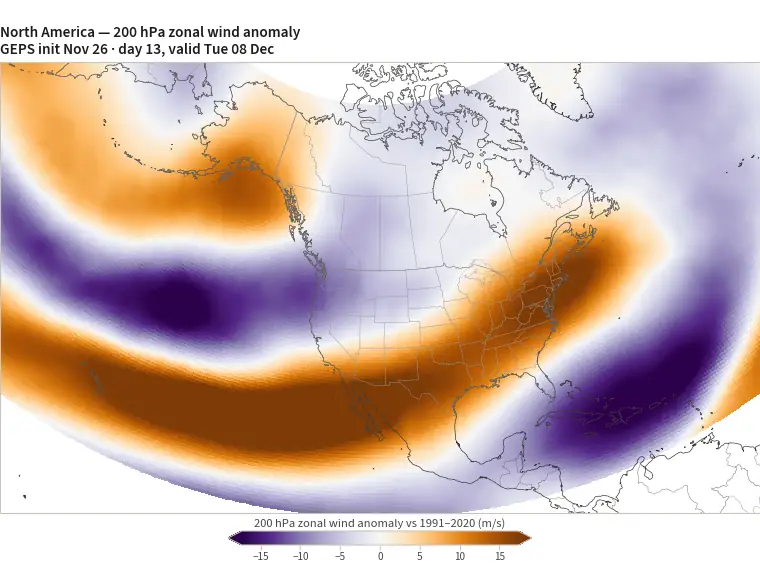 North America — 200 hPa zonal wind anomaly
GEPS init Nov 26 · day 13, valid Tue 08 Dec
200 hPa zonal wind anomaly vs 1991–2020 (m/s)
−15 −10 −5 0 5 10 15